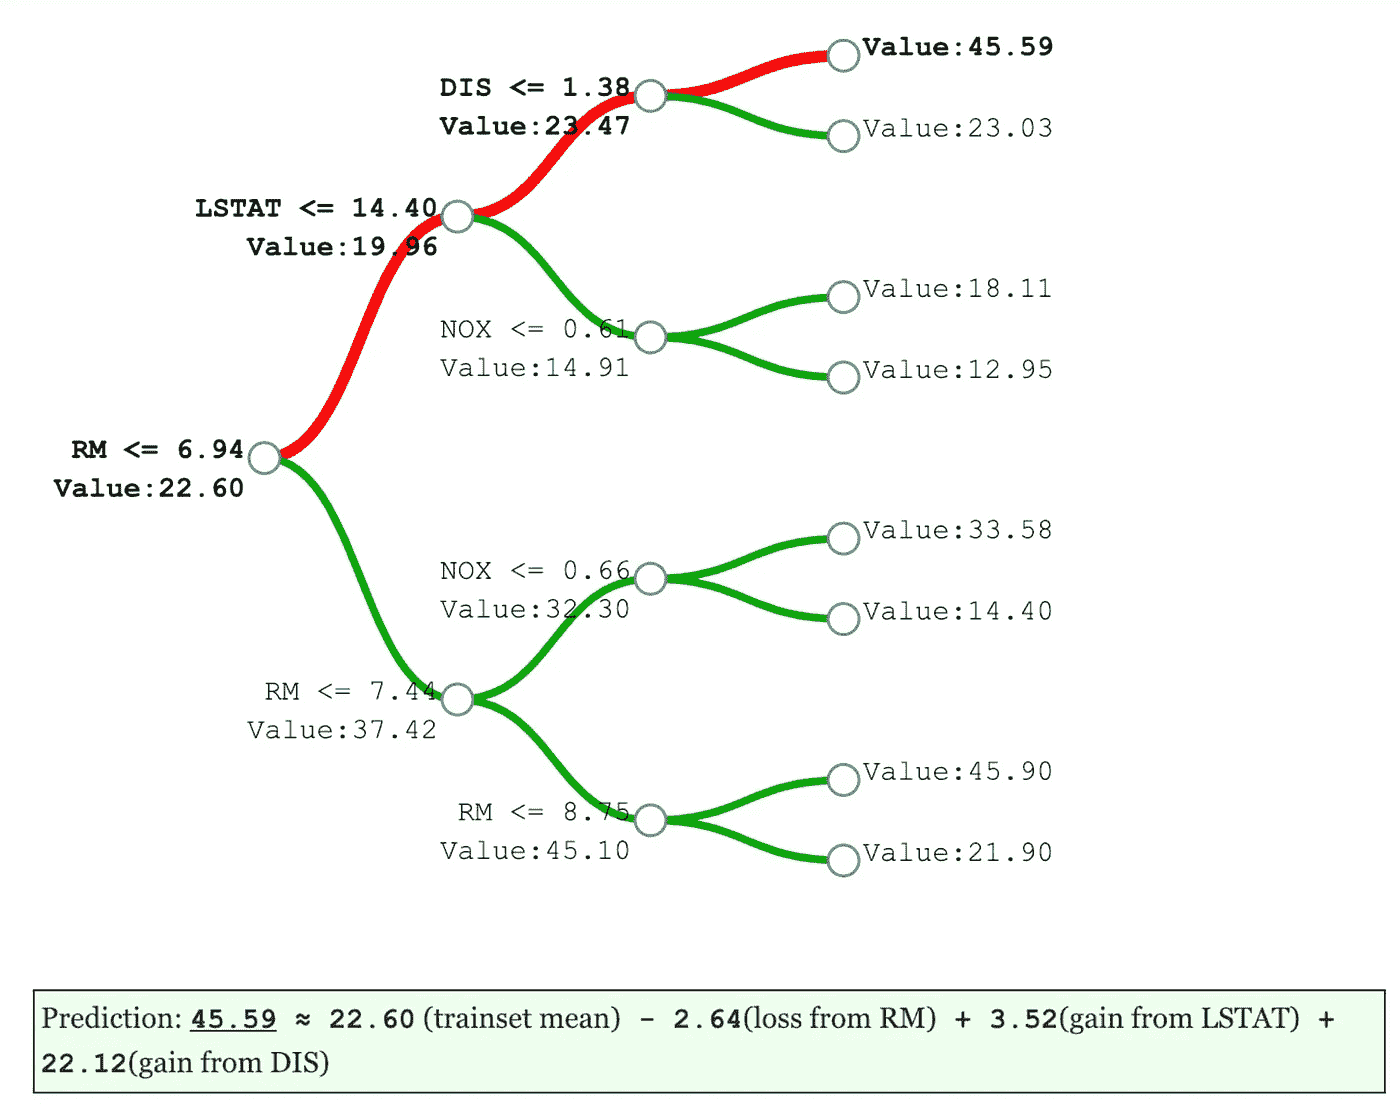 Value:45.59
DIS <= 1.38
Value:23.47
Value:23.03
LSTAT <= 14.40
Value:19.96
Value:18.11
NOX <= 0.61
Value:14.91
Value:12.95
RM <= 6.94
Value:22.60
Value:33.58
NOX <= 0.66
Value:32.30
Value:14.40
RM <= 7.44
Value:37.42
Value:45.90
RM <= 8.75
Value:45.10
Value:21.90
Prediction: 45.59 ≈ 22.60 (trainset mean) − 2.64(loss from RM) + 3.52(gain from LSTAT) +
22.12(gain from DIS)